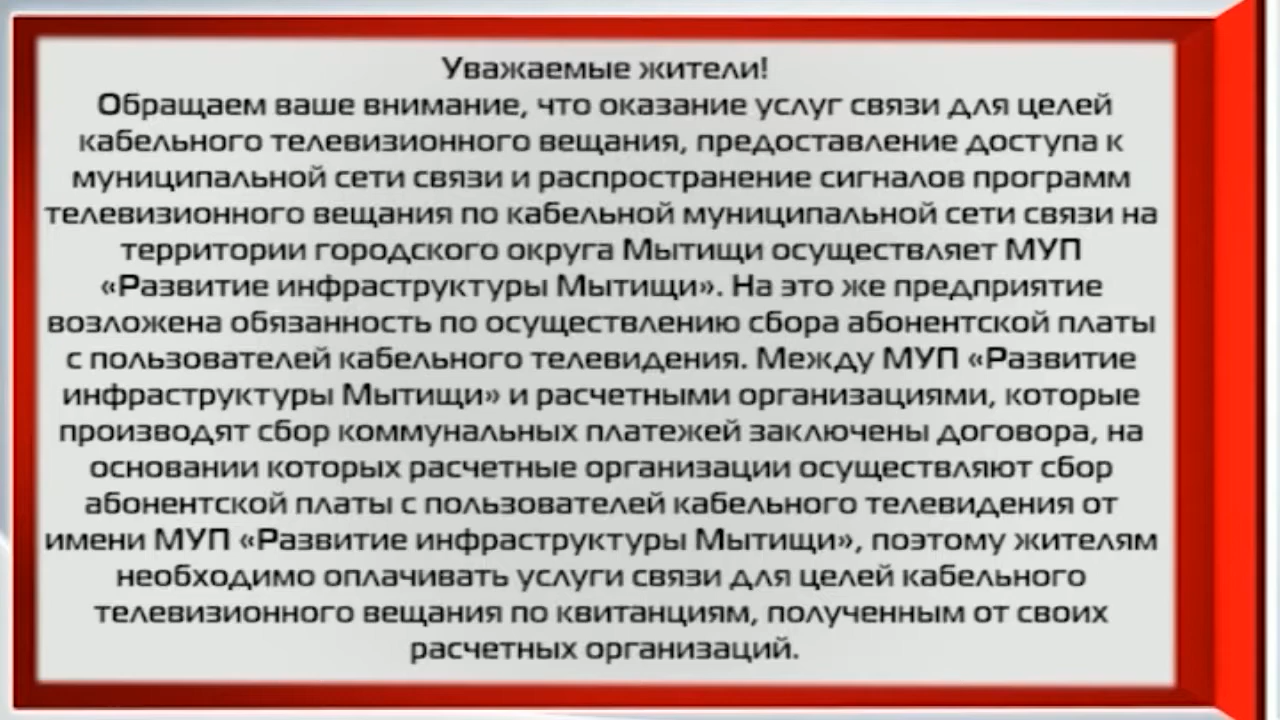 Уважаемые жители!
Обращаем ваше внимание, что оказание услуг связи для целей
кабельного телевизионного вещания, предоставление доступа к
муниципальной сети связи и распространение сигналов программ
телевизионного вещания по кабельной муниципальной сети связи на
территории городского округа Мытищи осуществляет МУП
«Развитие инфраструктуры Мытищи». На это же предприятие
возложена обязанность по осуществлению сбора абонентской платы
с пользователей кабельного телевидения. Между МУП «Развитие
инфраструктуры Мытищи» и расчетными организациями, которые
производят сбор коммунальных платежей заключены договора, на
основании которых расчетные организации осуществляют сбор
абонентской платы с пользователей кабельного телевидения от
имени МУП «Развитие инфраструктуры Мытищи», поэтому жителям
необходимо оплачивать услуги связи для целей кабельного
телевизионного вещания по квитанциям, полученным от своих
расчетных организаций.